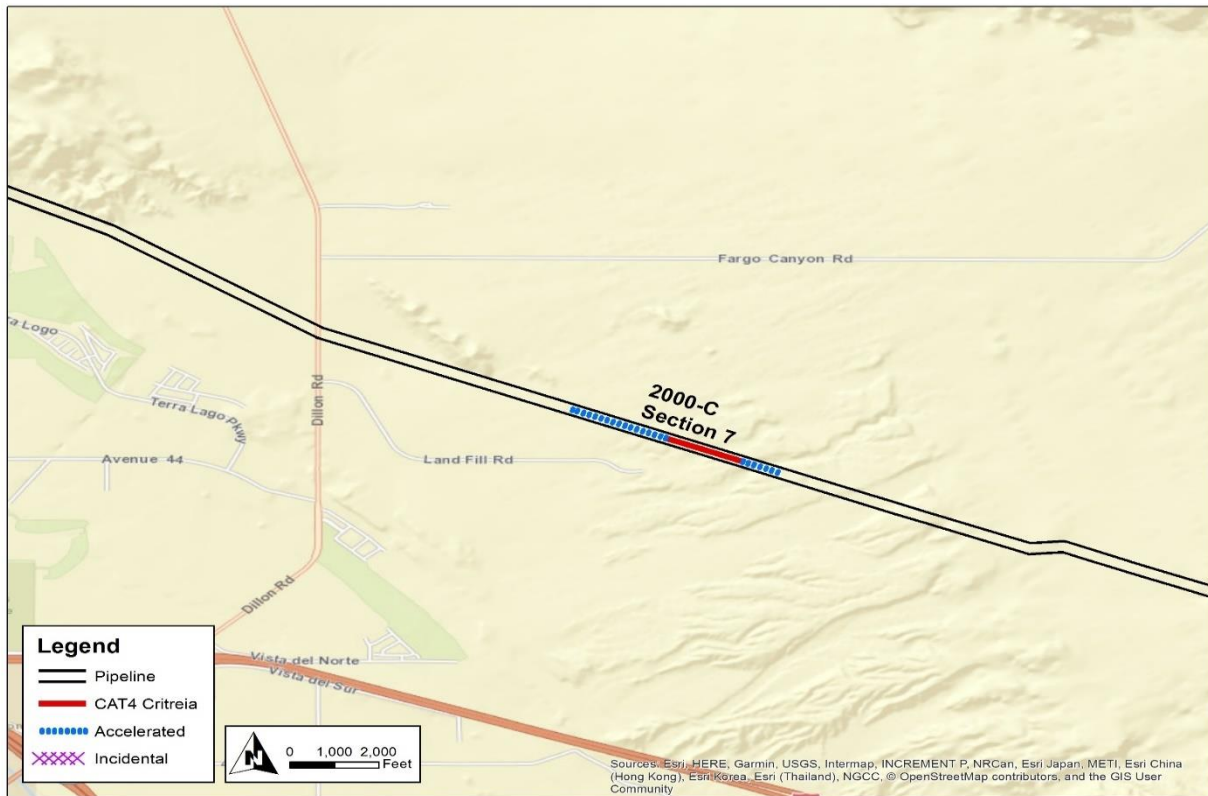 Fargo Canyon Rd
Terra Lago Pkwy
Dillon Rd
2000-C
Section 7
Avenue 44
Land Fill Rd
Dillon Rd
Vista del Norte
Vista del Sur
Legend
Pipeline
CAT4 Critreia
Accelerated
Incidental
N
0 1,000 2,000
Feet
Sources: Esri, HERE, Garmin, USGS, Intermap, INCREMENT P, NRCan, Esri Japan, METI, Esri China
(Hong Kong), Esri Korea, Esri (Thailand), NGCC, © OpenStreetMap contributors, and the GIS User
Community